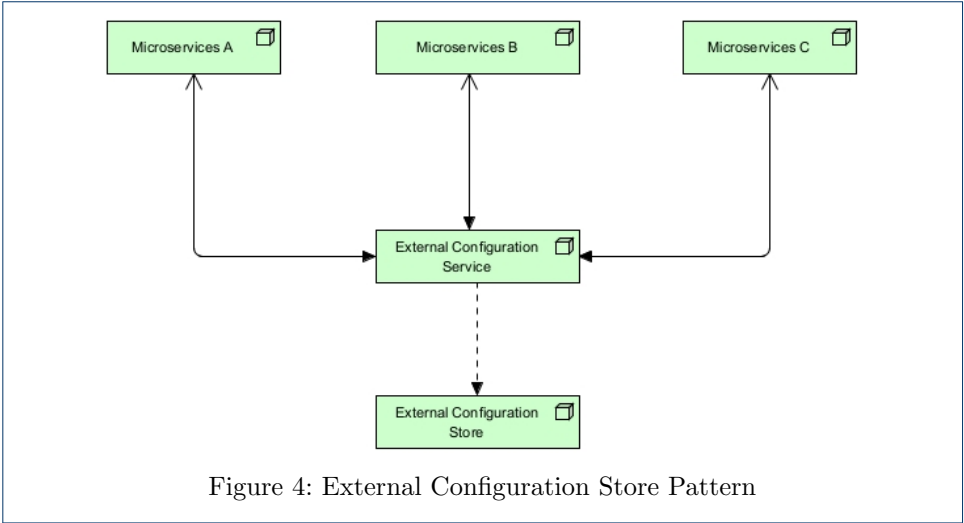 Microservices A
Microservices B
Microservices C
External Configuration
Service
External Configuration
Store
Figure 4: External Configuration Store Pattern